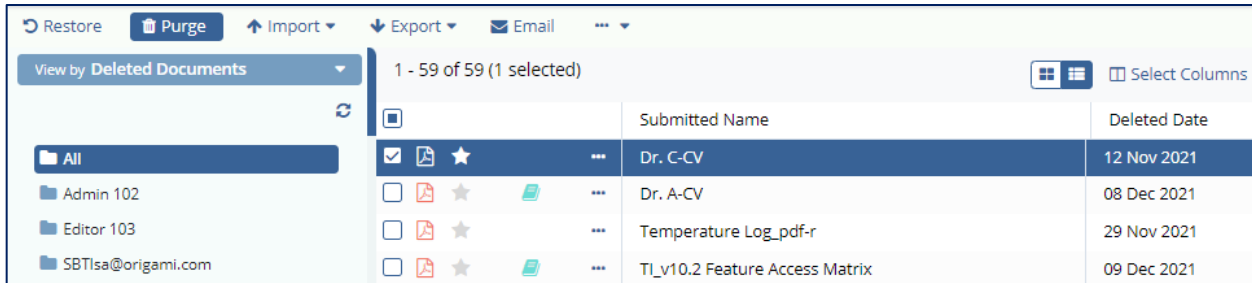 Restore Purge Import Export Email
View by Deleted Documents
1 - 59 of 59 (1 selected)
Select Columns
Submitted Name Deleted Date
All
Admin 102
Editor 103
SBTIsa@origami.com
Dr. C-CV 12 Nov 2021
Dr. A-CV 08 Dec 2021
Temperature Log_pdf-r 29 Nov 2021
TI_v10.2 Feature Access Matrix 09 Dec 2021